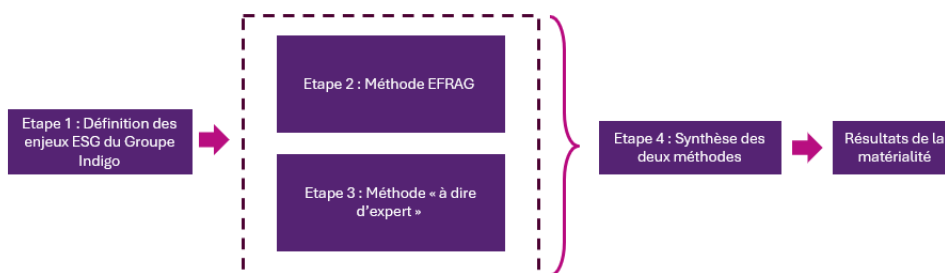 Etape 1 : Définition des
enjeux ESG du Groupe
Indigo
Etape 2 : Méthode EFRAG
Etape 3 : Méthode « à dire
d'expert »
Etape 4 : Synthèse des
deux méthodes
Résultats de la
matérialité